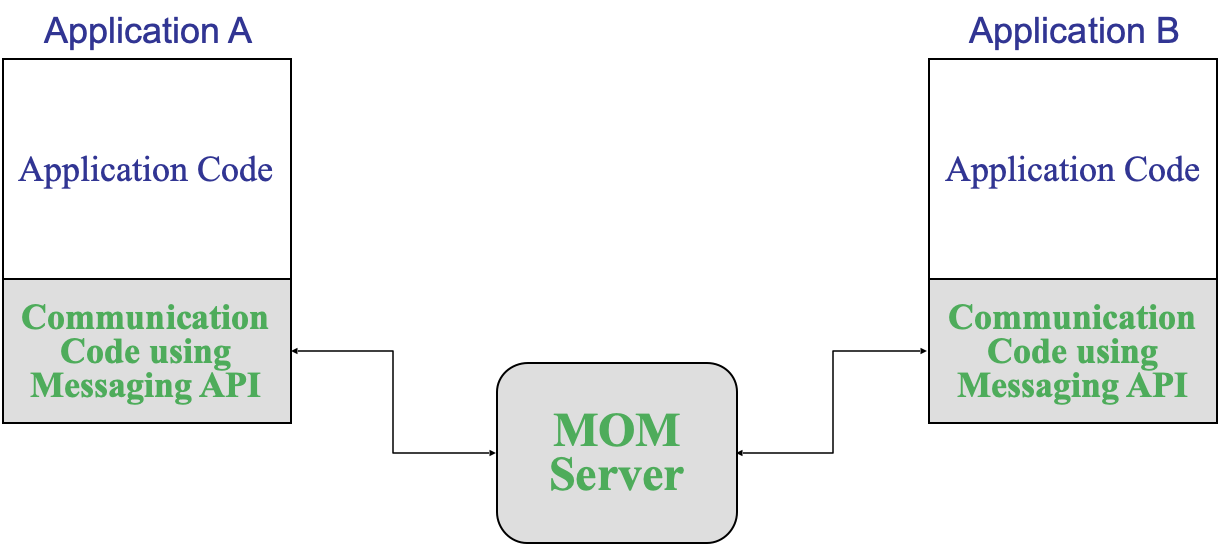 Application A
Application B
Application Code
Application Code
Communication
Code using
Messaging API
Communication
Code using
Messaging API
MOM
Server